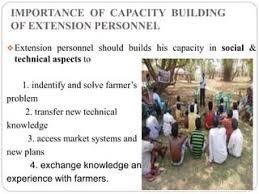 IMPORTANCE OF CAPACITY BUILDING
OF EXTENSION PERSONNEL
❖Extension personnel should builds his capacity in social &
technical aspects to
1. indentify and solve farmer's
problem
2. transfer new technical
knowledge
3. access market systems and
new plans
4. exchange knowledge an
experience with farmers.